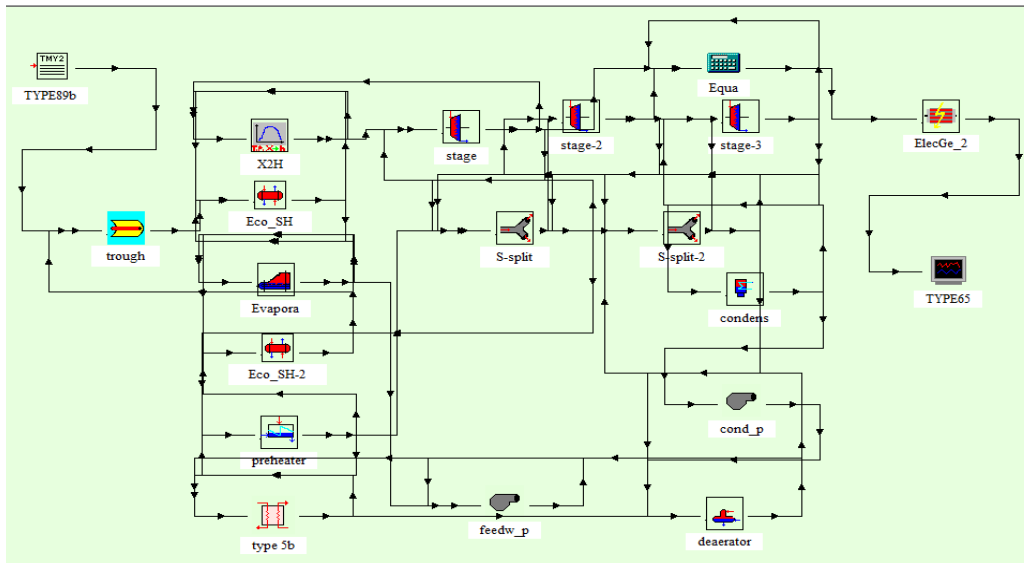 TMY2
TYPE89b
Equa
ElecGe_2
stage
stage-2
stage-3
X2H
Eco_SH
trough
S-split
S-split-2
TYPE65
Evapora
condens
Eco_SH-2
cond_p
preheater
feedw_p
type 5b
deaerator